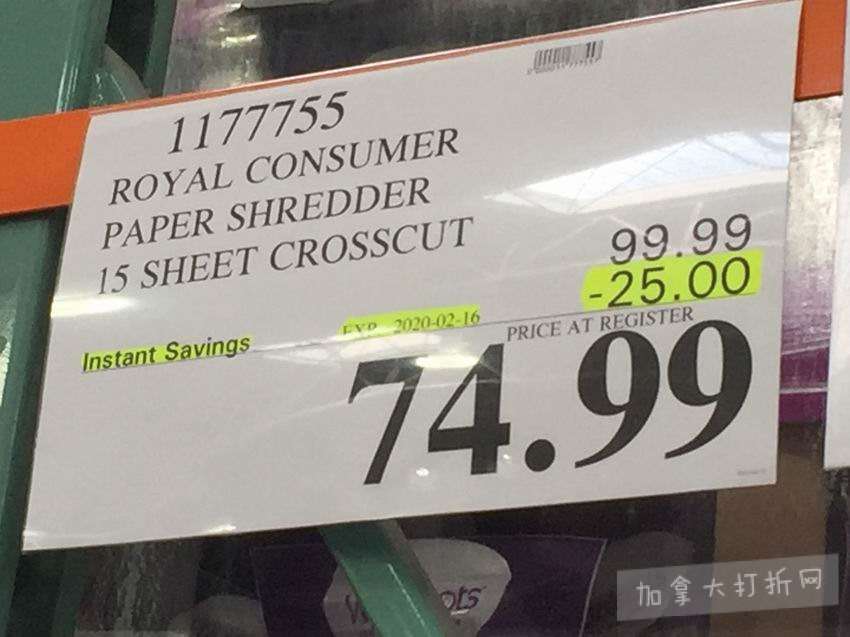 1177755
ROYAL CONSUMER
PAPER SHREDDER
15 SHEET CROSSCUT
99.99
-25.00
Instant Savings
EXP. 2020-02-16
PRICE AT REGISTER
74.99
加拿大打折网